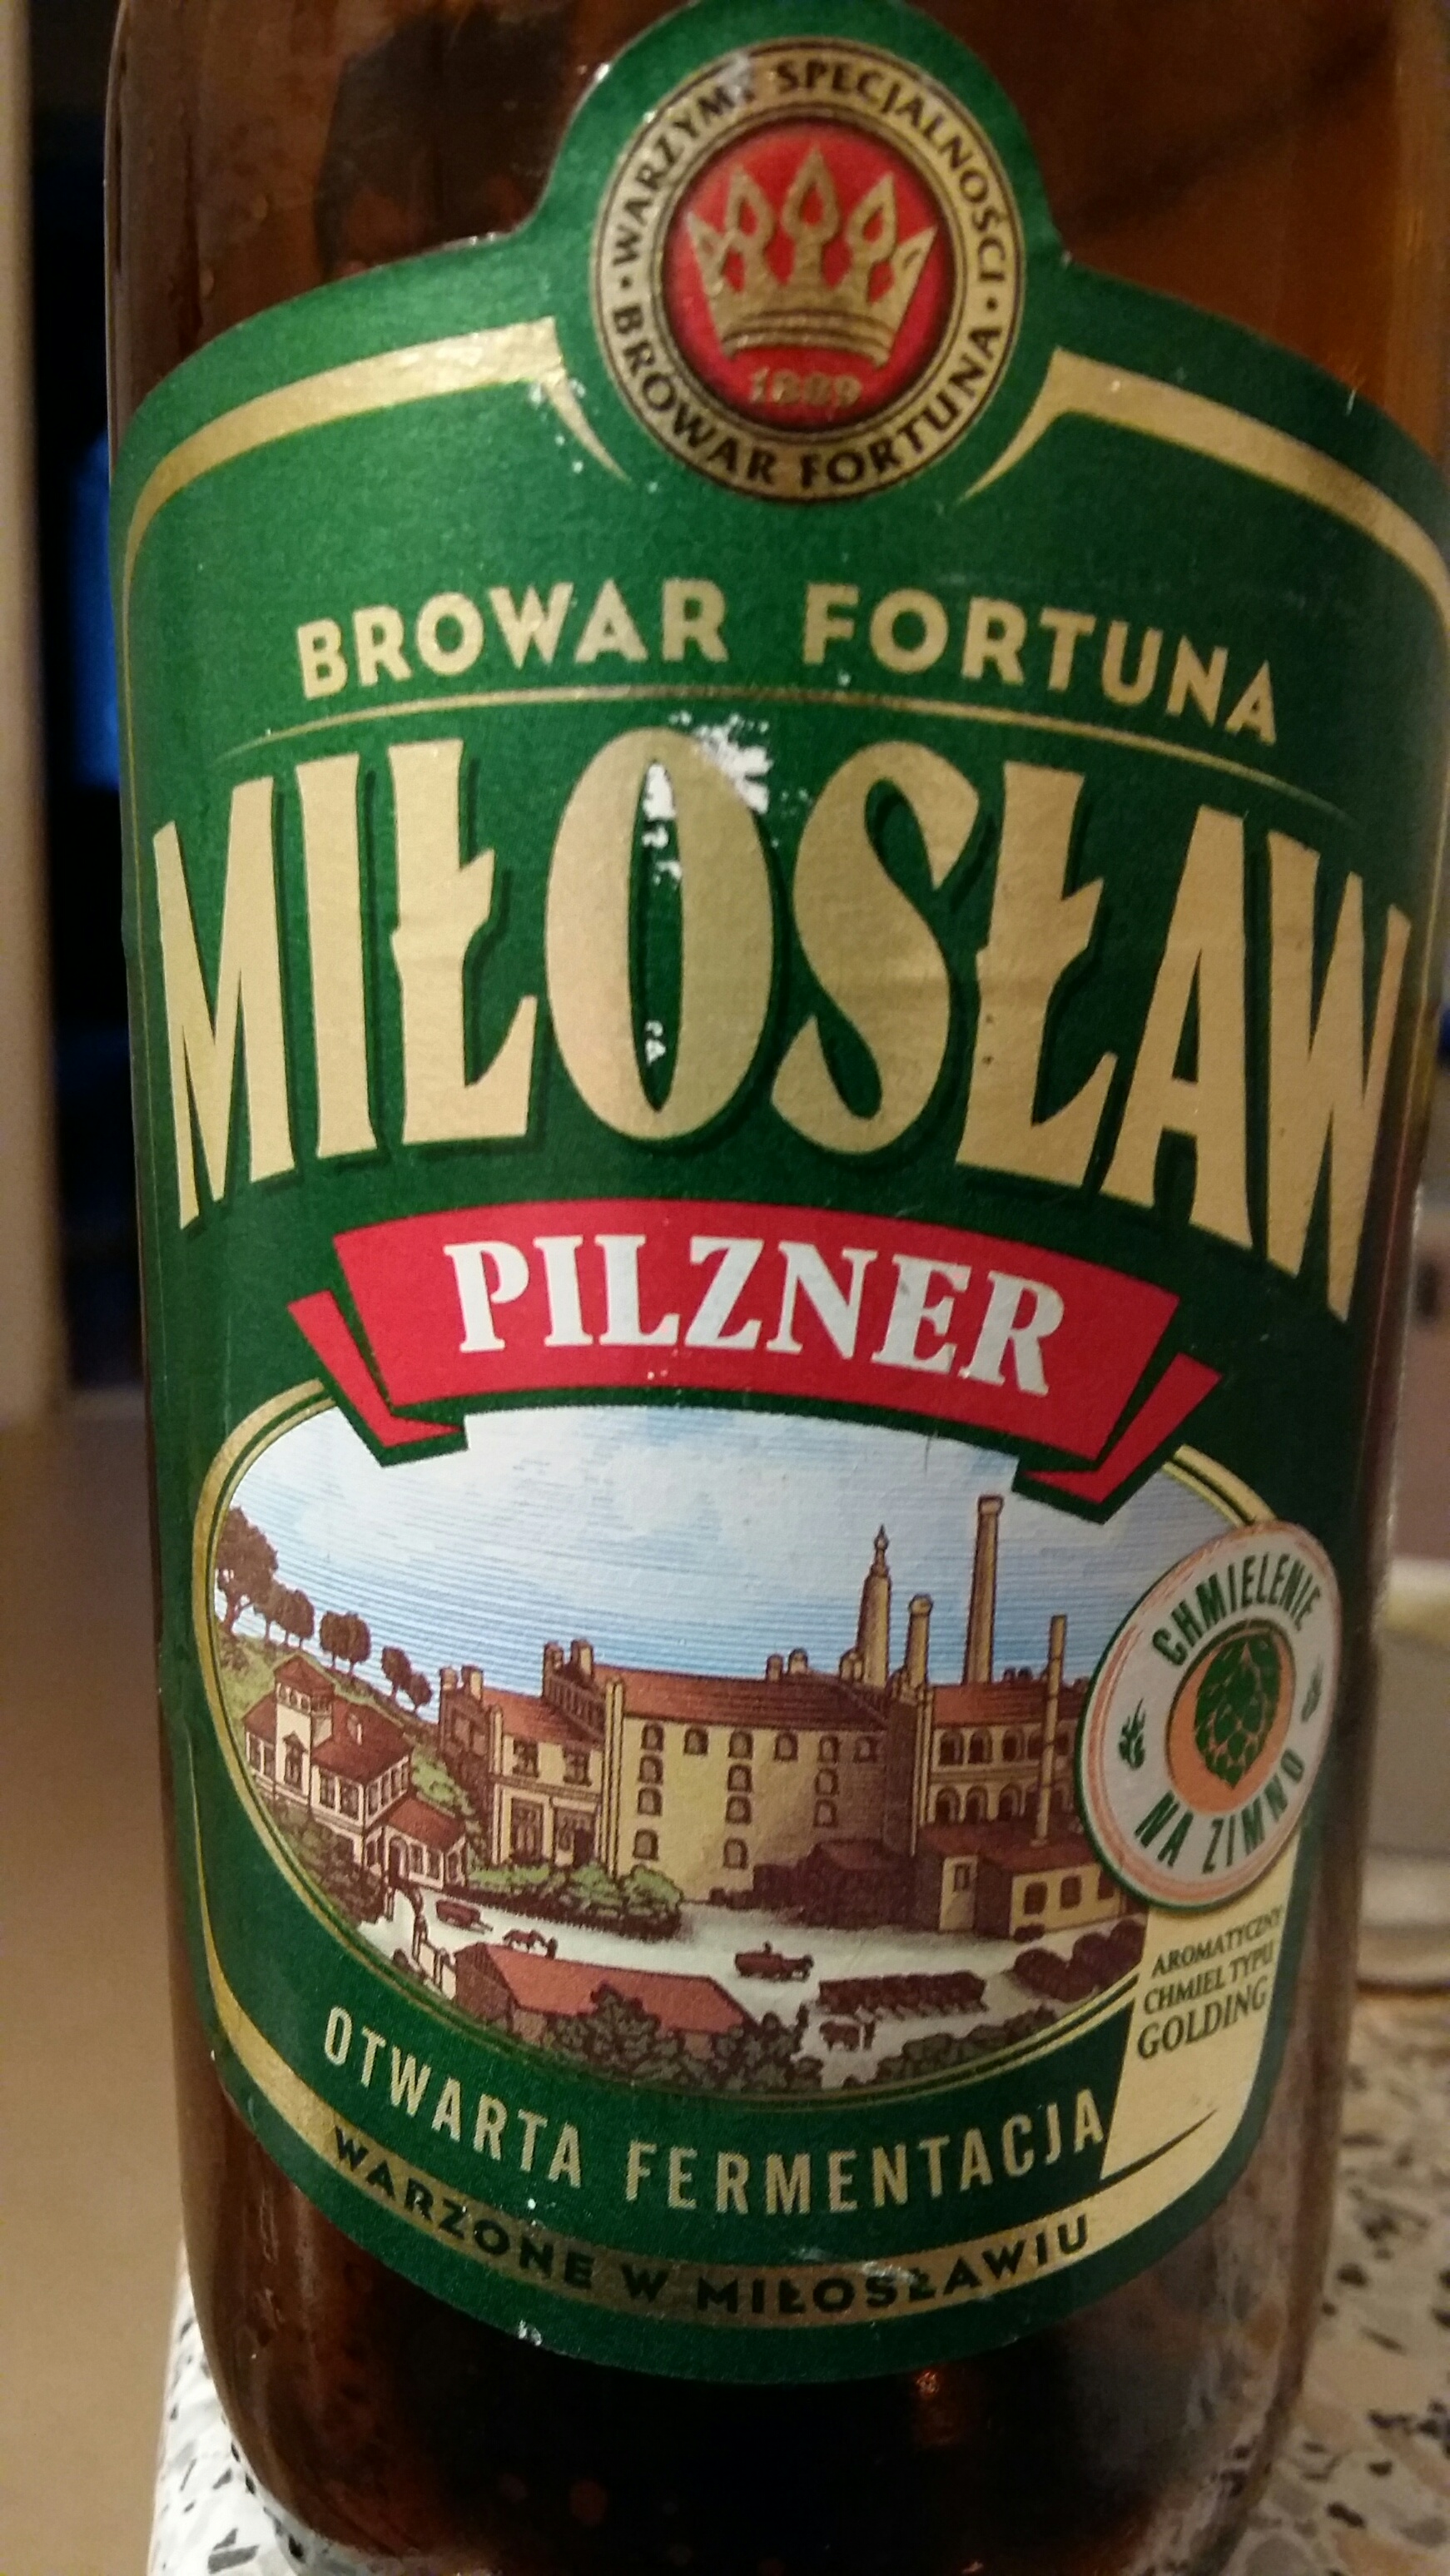 WARZYMY SPECJALNOŚCI
1889
BROWAR FORTUNA
BROWAR FORTUNA
MIŁOSŁAW
PILZNER
CHMIELENIE
NA ZIMNO
AROMATYCZNY
CHMIEL TYPU
GOLDING
OTWARTA FERMENTACJA
WARZONE W MIŁOSŁAWIU